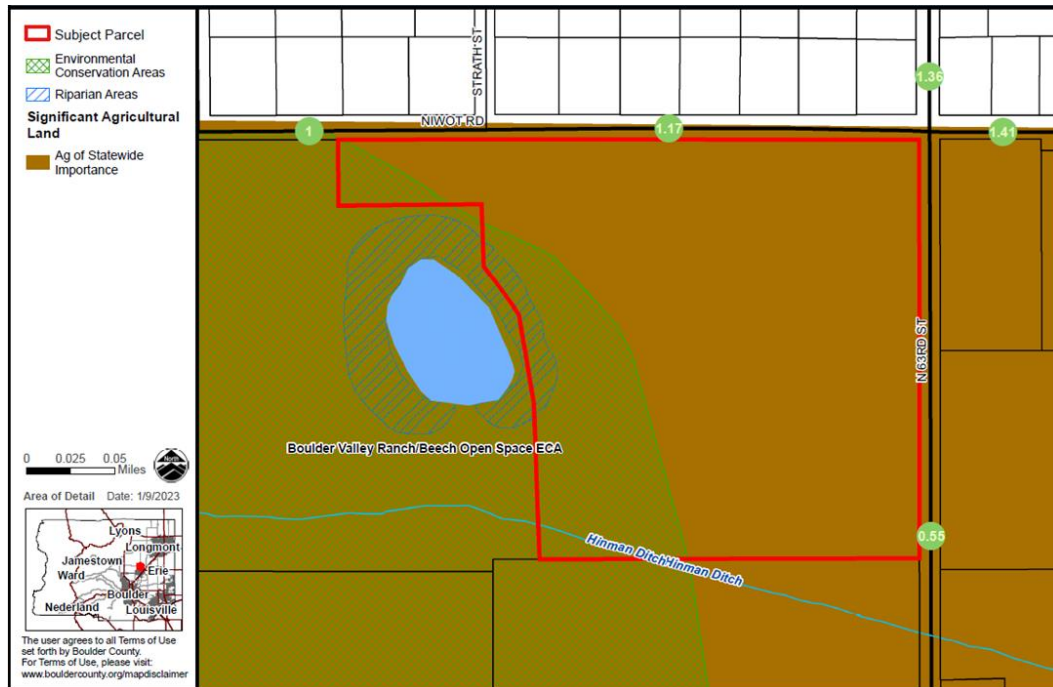 Subject Parcel
Environmental
Conservation Areas
Riparian Areas
Significant Agricultural
Land
Ag of Statewide
Importance
0 0.025 0.05
Miles
North
Area of Detail Date: 1/9/2023
Lyons
Longmont
Jamestown
Ward
Erie
Boulder
Nederland
Louisville
The user agrees to all Terms of Use
set forth by Boulder County.
For Terms of Use, please visit:
www.bouldercounty.org/mapdisclaimer
STRATH ST
NIWOT RD
1
1.17
1.36
1.41
N 63RD ST
Boulder Valley Ranch/Beech Open Space ECA
Hinman DitchHinman Ditch
0.55